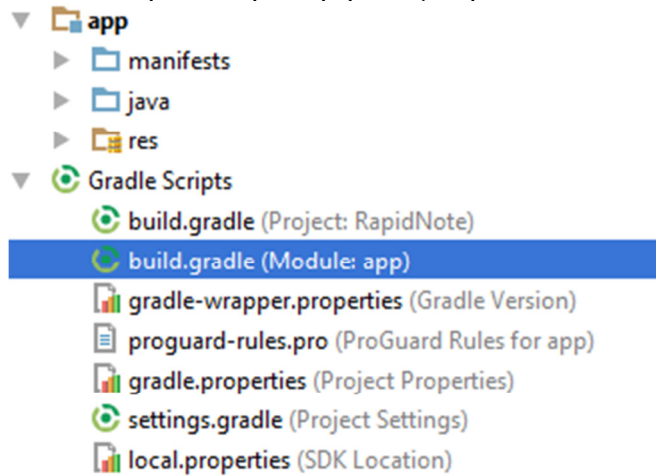 app
manifests
java
res
Gradle Scripts
build.gradle (Project: RapidNote)
build.gradle (Module: app)
gradle-wrapper.properties (Gradle Version)
proguard-rules.pro (ProGuard Rules for app)
gradle.properties (Project Properties)
settings.gradle (Project Settings)
local.properties (SDK Location)